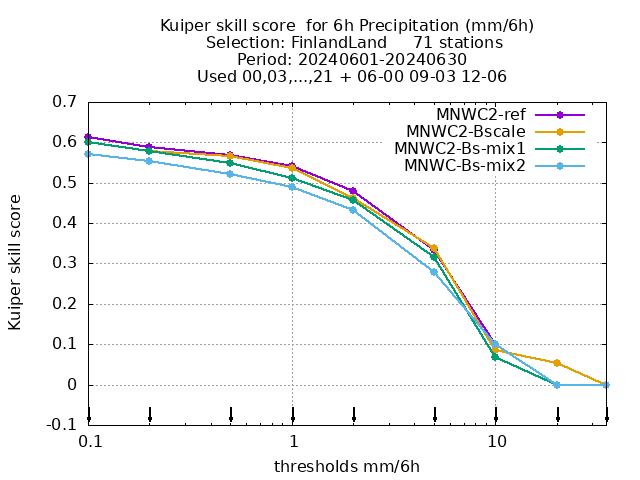 Kuiper skill score  for 6h Precipitation (mm/6h)
Selection: FinlandLand     71 stations
Period: 20240601-20240630
Used 00,03,...,21 + 06-00 09-03 12-06
MNWC2-ref
MNWC2-Bscale
MNWC2-Bs-mix1
MNWC-Bs-mix2
0.7
0.6
0.5
0.4
0.3
0.2
0.1
0
-0.1
Kuiper skill score
0.1 1 10
thresholds mm/6h